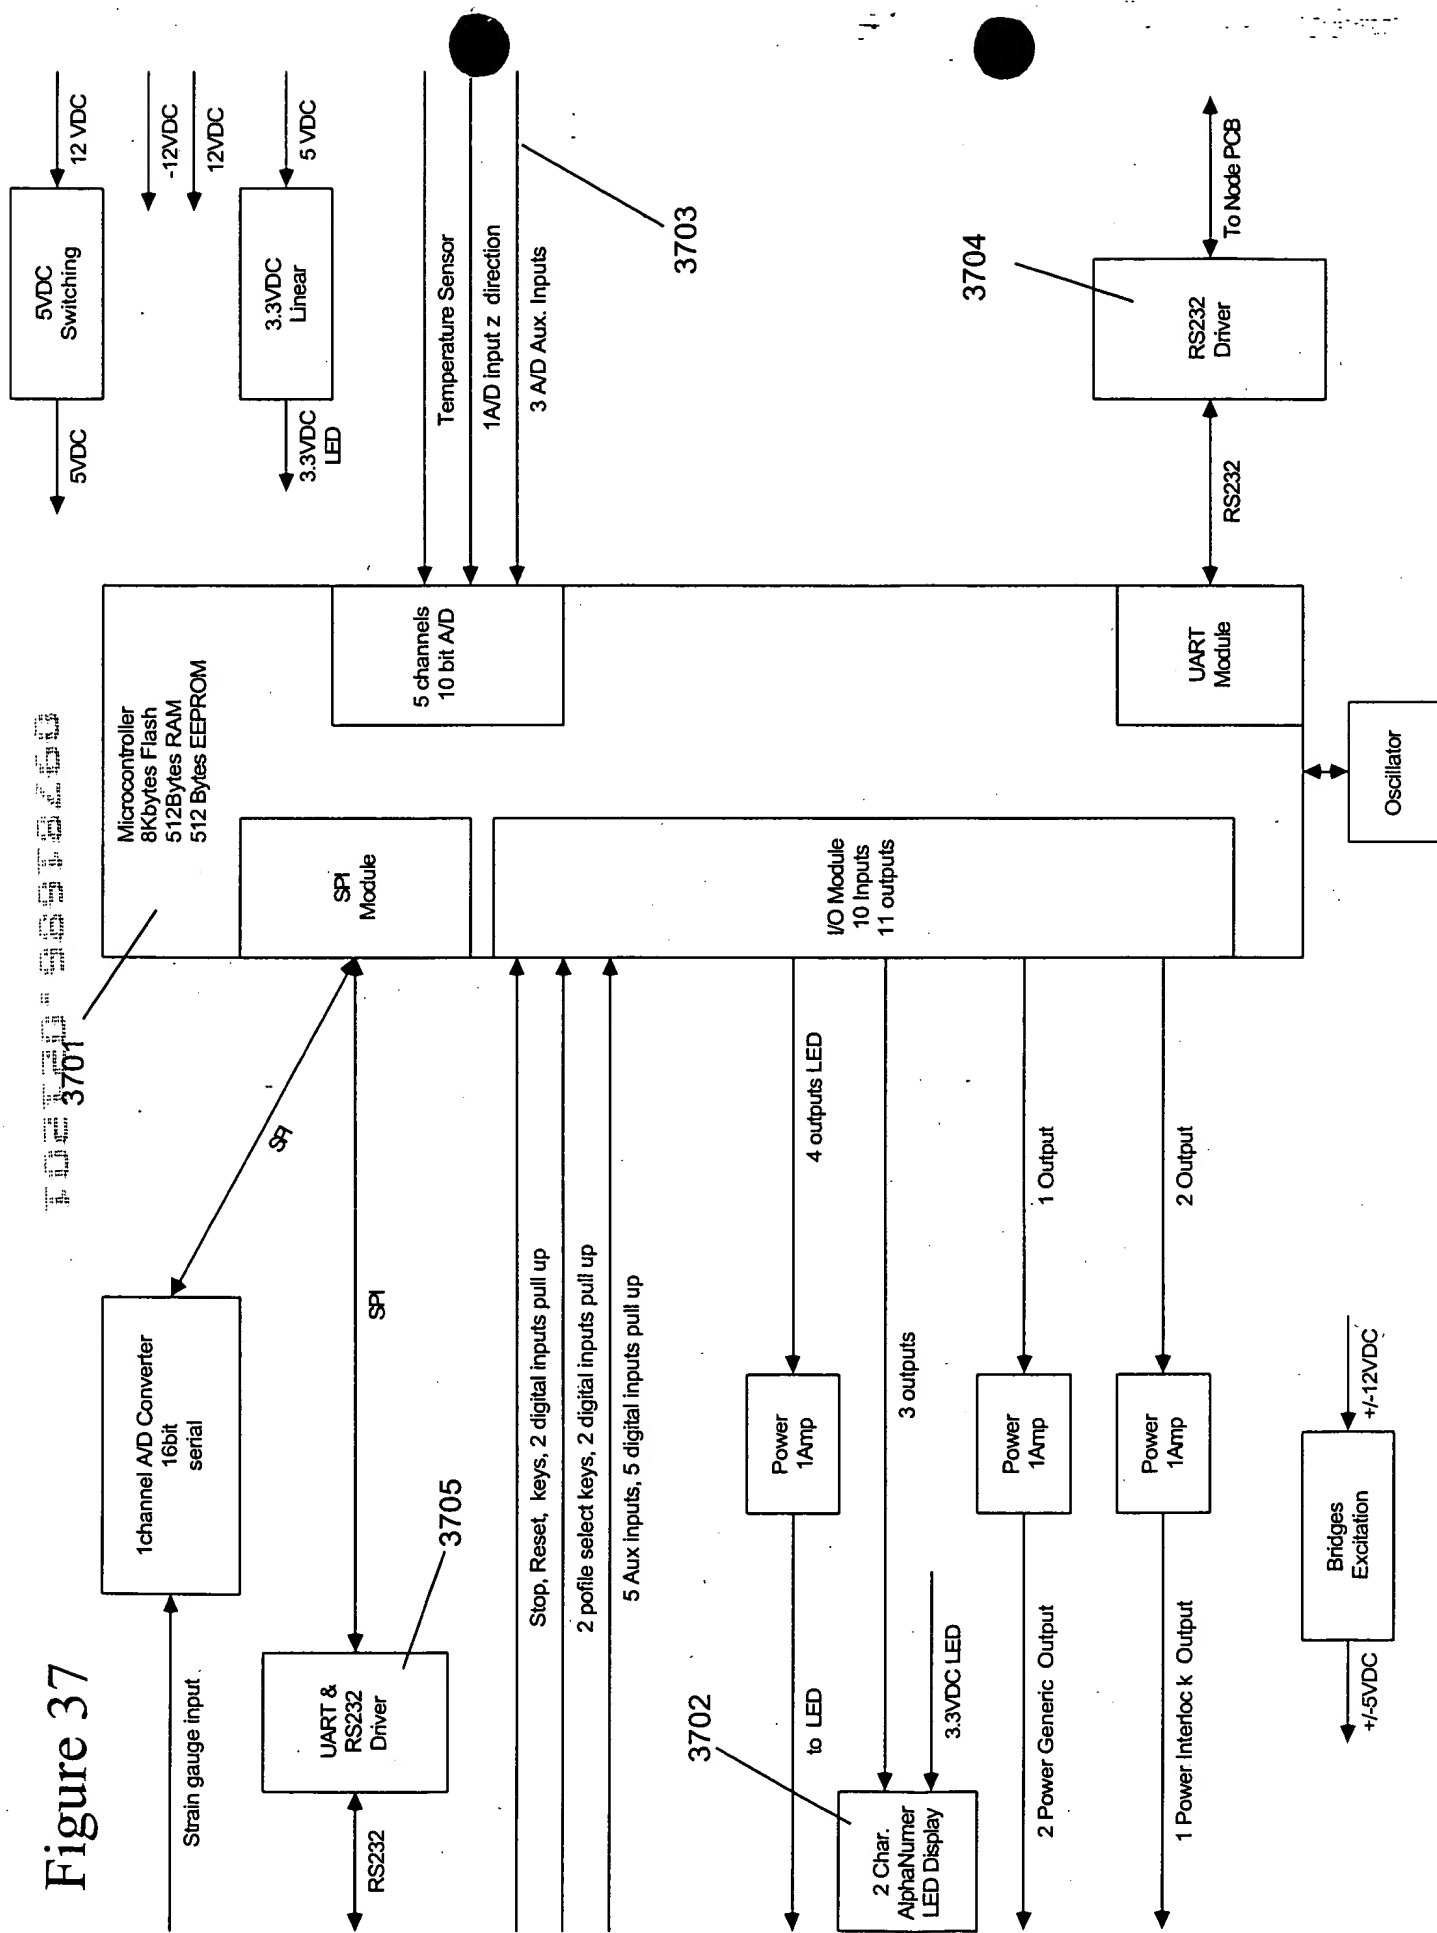 Figure 37
Strain gauge input
1channel A/D Converter
16bit
serial
SPI
3701
Microcontroller
8Kbytes Flash
512Bytes RAM
512 Bytes EEPROM
SPI
Module
5VDC
5VDC
Switching
12 VDC
-12VDC
12VDC
3.3VDC
LED
3.3VDC
Linear
5 VDC
RS232
UART &
RS232
Driver
3705
SPI
5 channels
10 bit A/D
Temperature Sensor
1A/D input z direction
3 A/D Aux. Inputs
3703
Stop, Reset, keys, 2 digital inputs pull up
2 pofile select keys, 2 digital inputs pull up
5 Aux inputs, 5 digital inputs pull up
I/O Module
10 Inputs
11 outputs
to LED
Power
1Amp
4 outputs LED
3702
2 Char.
AlphaNumer
LED Display
3.3VDC LED
3 outputs
2 Power Generic Output
Power
1Amp
1 Output
1 Power Interloc k Output
Power
1Amp
2 Output
UART
Module
RS232
3704
RS232
Driver
To Node PCB
+/-5VDC
Bridges
Excitation
+/-12VDC
Oscillator